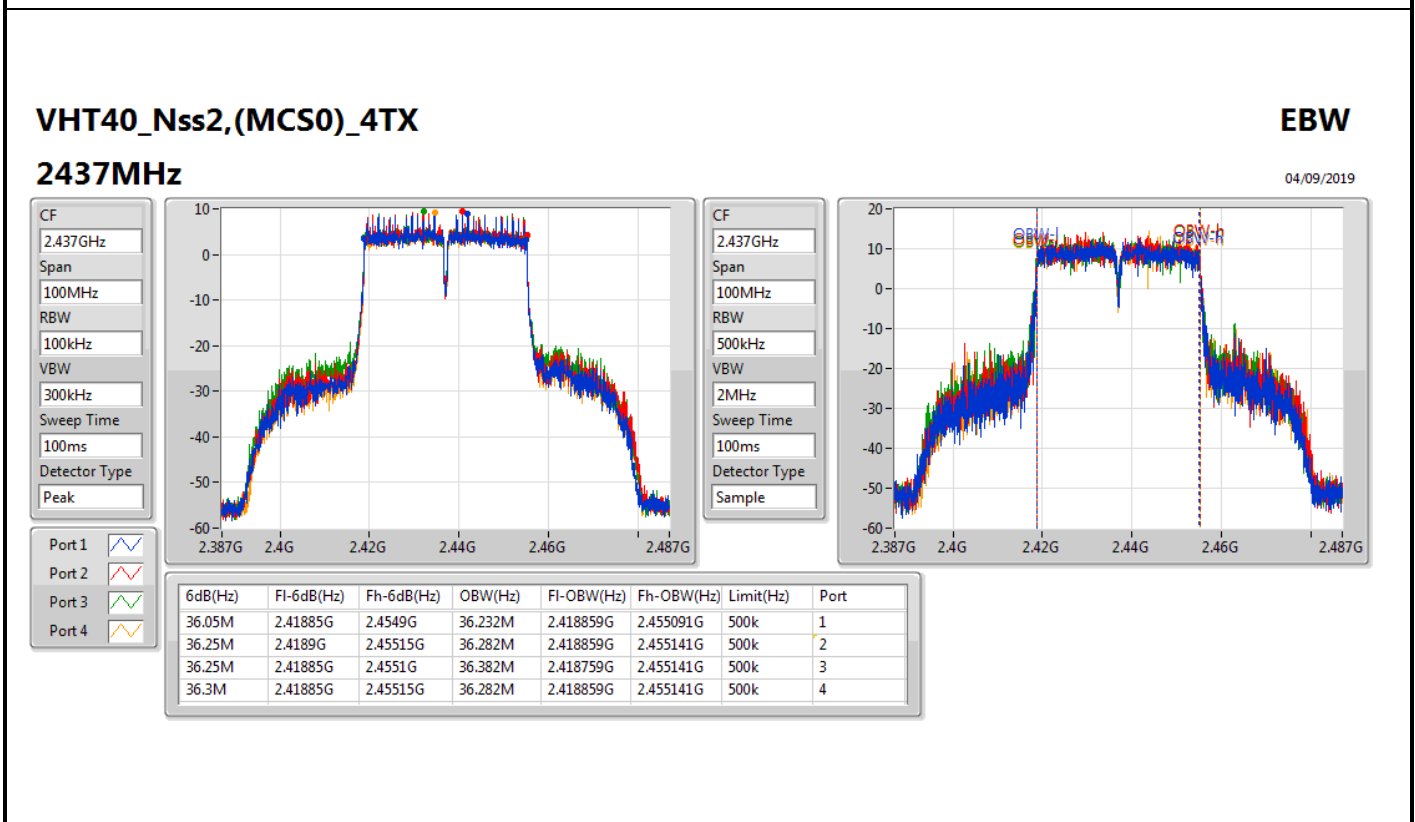 VHT40_Nss2,(MCS0)_4TX
EBW
2437MHz
04/09/2019
CF
2.437GHz
Span
100MHz
RBW
100kHz
VBW
300kHz
Sweep Time
100ms
Detector Type
Peak
10
0
-10
-20
-30
-40
-50
-60
2.387G 2.4G 2.42G 2.44G 2.46G 2.487G
CF
2.437GHz
Span
100MHz
RBW
500kHz
VBW
2MHz
Sweep Time
100ms
Detector Type
Sample
20
10
0
-10
-20
-30
-40
-50
-60
OBW-l
OBW-h
OBW-h
2.387G 2.4G 2.42G 2.44G 2.46G 2.487G
Port 1
Port 2
Port 3
Port 4
6dB(Hz) Fl-6dB(Hz) Fh-6dB(Hz) OBW(Hz) Fl-OBW(Hz) Fh-OBW(Hz) Limit(Hz) Port
36.05M 2.41885G 2.4549G 36.232M 2.418859G 2.455091G 500k 1
36.25M 2.4189G 2.45515G 36.282M 2.418859G 2.455141G 500k 2
36.25M 2.41885G 2.4551G 36.382M 2.418759G 2.455141G 500k 3
36.3M 2.41885G 2.45515G 36.282M 2.418859G 2.455141G 500k 4